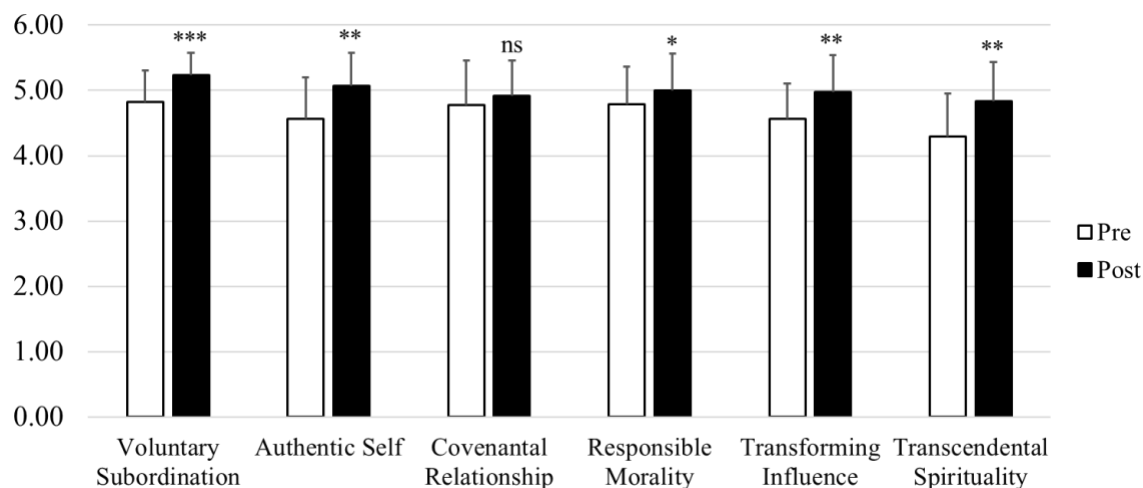 6.00
5.00
4.00
3.00
2.00
1.00
0.00
***
**
ns
*
**
**
Pre
Post
Voluntary
Subordination
Authentic Self
Covenantal
Relationship
Responsible
Morality
Transforming
Influence
Transcendental
Spirituality